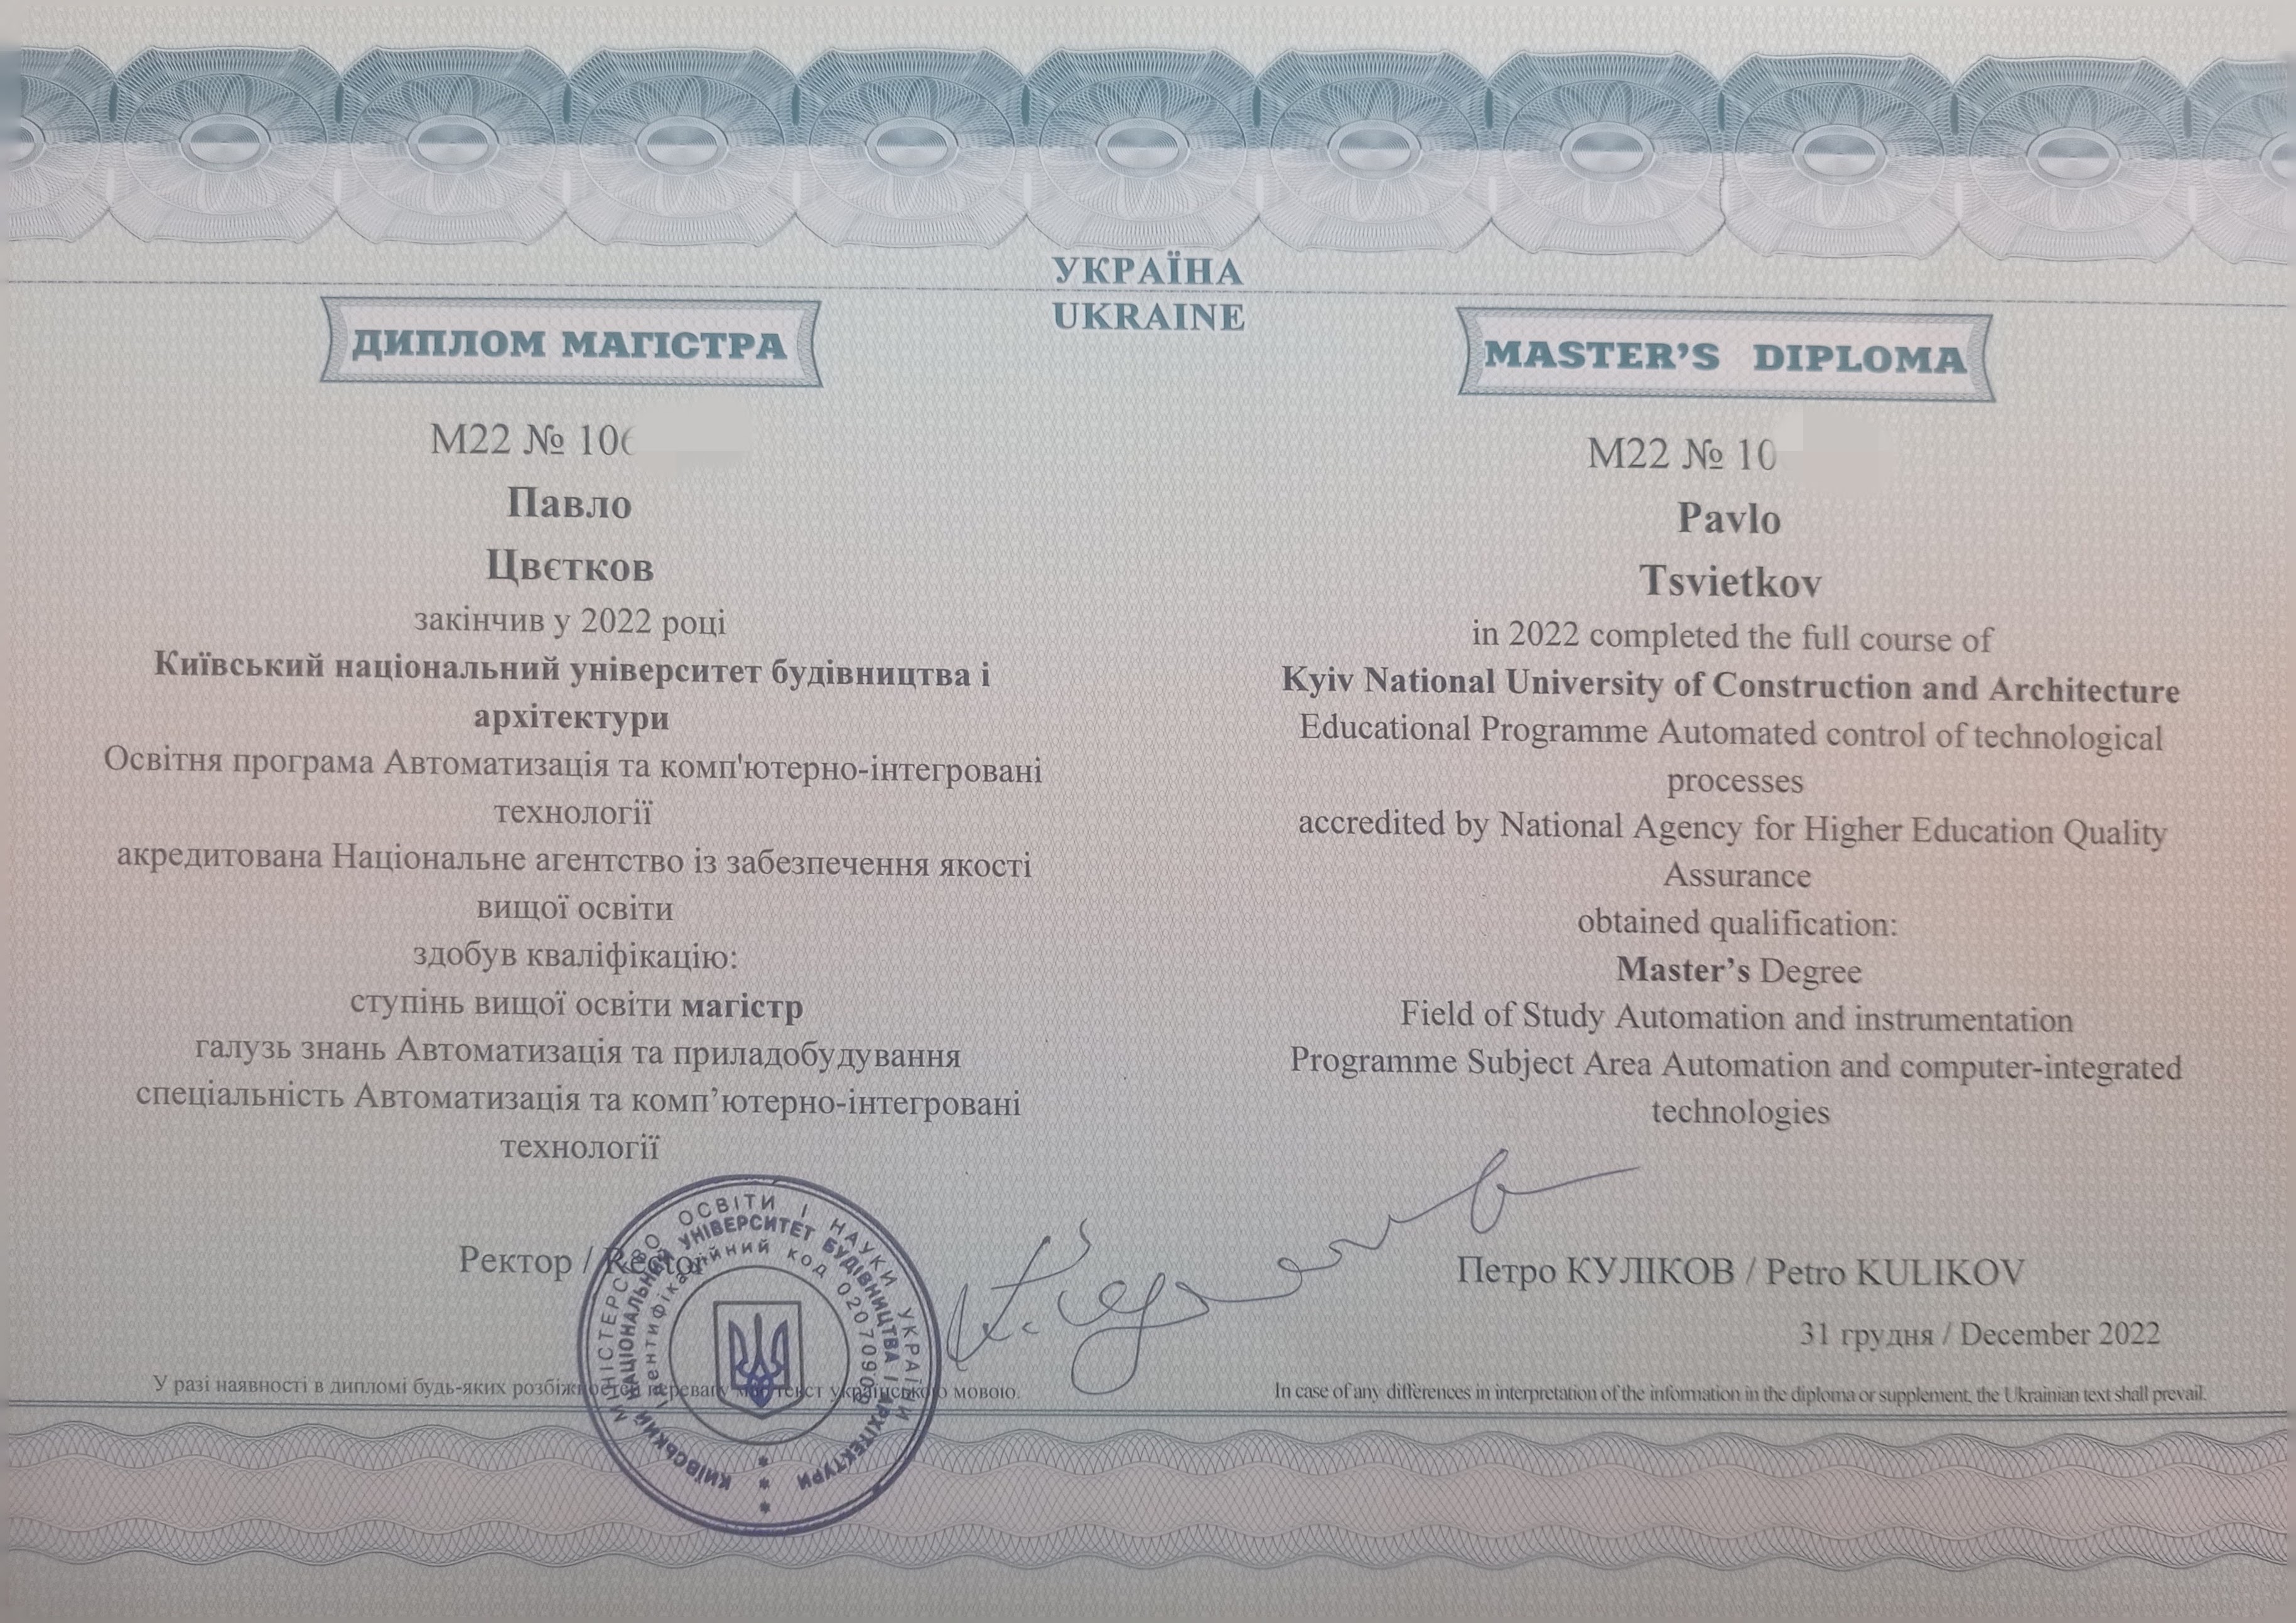 УКРАЇНА
UKRAINE
ДИПЛОМ МАГІСТРА
М22 № 10
Павло
Цвєтков
закінчив у 2022 році
Київський національний університет будівництва і
архітектури
Освітня програма Автоматизація та комп'ютерно-інтегровані
технології
акредитована Національне агентство із забезпечення якості
вищої освіти
здобув кваліфікацію:
ступінь вищої освіти магістр
галузь знань Автоматизація та приладобудування
спеціальність Автоматизація та комп’ютерно-інтегровані
технології
MASTER’S DIPLOMA
M22 № 10
Pavlo
Tsvietkov
in 2022 completed the full course of
Kyiv National University of Construction and Architecture
Educational Programme Automated control of technological
processes
accredited by National Agency for Higher Education Quality
Assurance
obtained qualification:
Master’s Degree
Field of Study Automation and instrumentation
Programme Subject Area Automation and computer-integrated
technologies
Ректор / Rector
Петро КУЛІКОВ / Petro KULIKOV
31 грудня / December 2022
МІНІСТЕРСТВО ОСВІТИ І НАУКИ УКРАЇНИ
КИЇВСЬКИЙ НАЦІОНАЛЬНИЙ УНІВЕРСИТЕТ БУДІВНИЦТВА І АРХІТЕКТУРИ
Ідентифікаційний код 02070909
У разі наявності в дипломі будь-яких розбіжностей перевагу має текст українською мовою.
In case of any differences in interpretation of the information in the diploma or supplement, the Ukrainian text shall prevail.